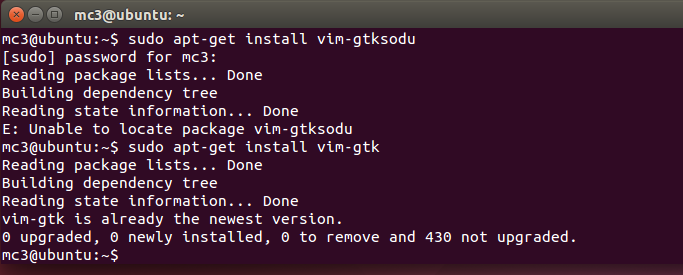 mc3@ubuntu: ~
mc3@ubuntu:~$ sudo apt-get install vim-gtksodu
[sudo] password for mc3:
Reading package lists... Done
Building dependency tree
Reading state information... Done
E: Unable to locate package vim-gtksodu
mc3@ubuntu:~$ sudo apt-get install vim-gtk
Reading package lists... Done
Building dependency tree
Reading state information... Done
vim-gtk is already the newest version.
0 upgraded, 0 newly installed, 0 to remove and 430 not upgraded.
mc3@ubuntu:~$